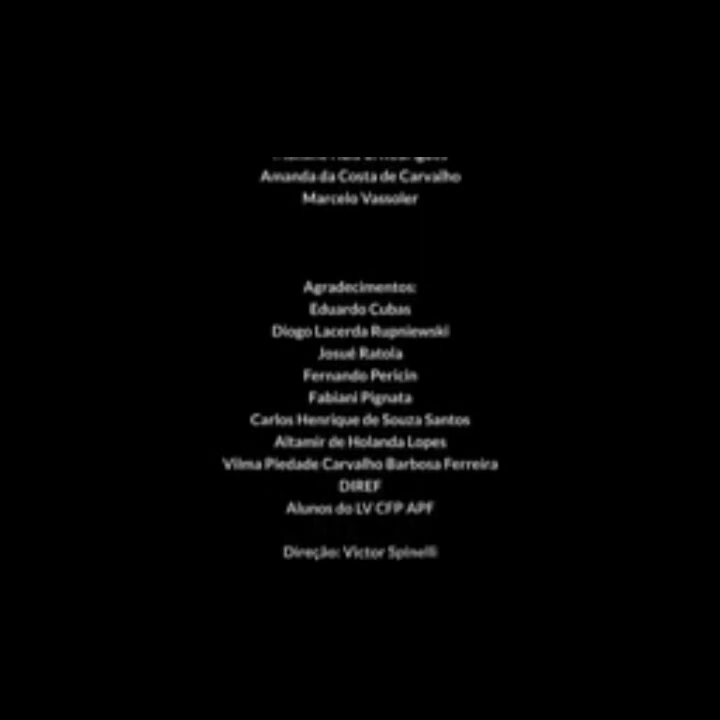 Amanda da Costa de Carvalho
Marcelo Vassoler
Agradecimentos:
Eduardo Cubas
Diogo Lacerda Rupniewski
Josué Ratola
Fernando Pericin
Fabiani Pignata
Carlos Henrique de Souza Santos
Altamir de Holanda Lopes
Vilma Piedade Carvalho Barbosa Ferreira
DIREF
Alunos do LV CFP APF
Direção: Victor Spinelli